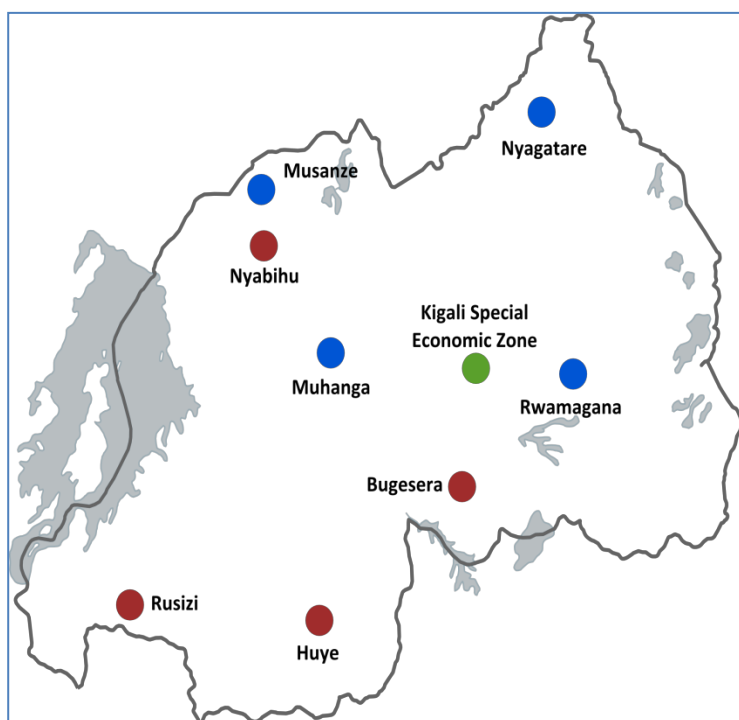 Nyagatare
Musanze
Nyabihu
Kigali Special
Economic Zone
Muhanga
Rwamagana
Bugesera
Rusizi
Huye